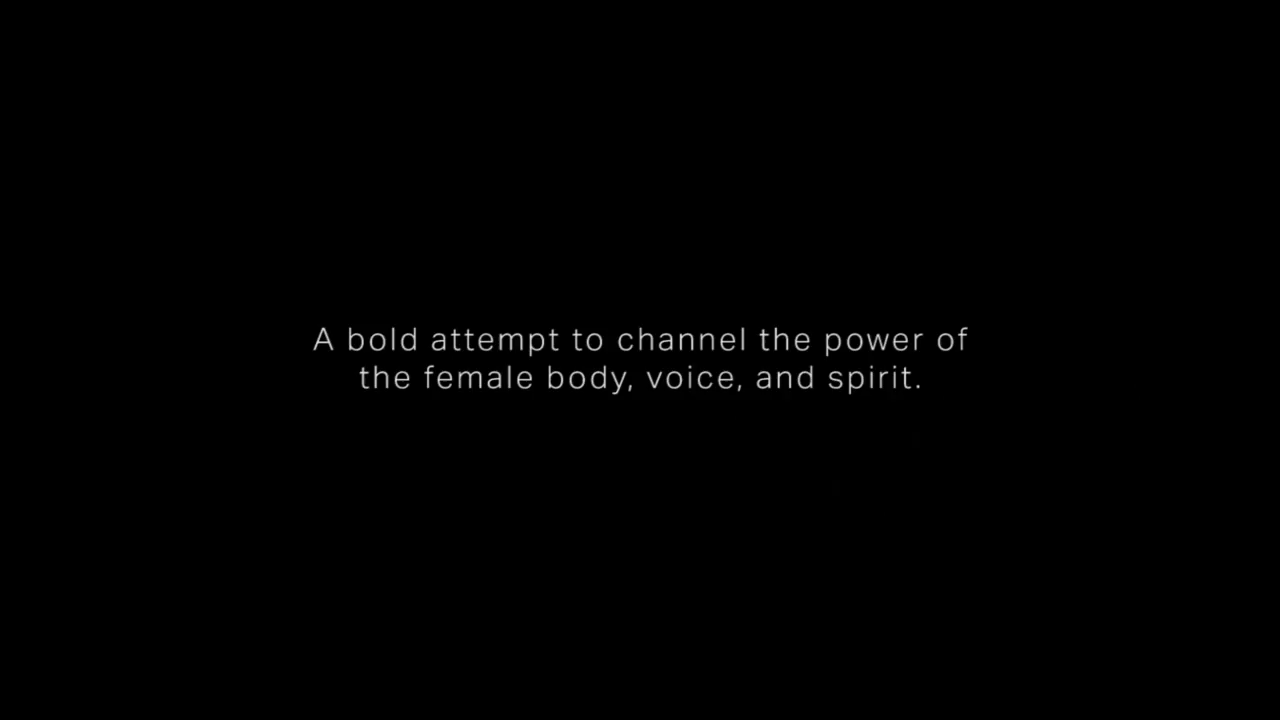 A bold attempt to channel the power of
the female body, voice, and spirit.